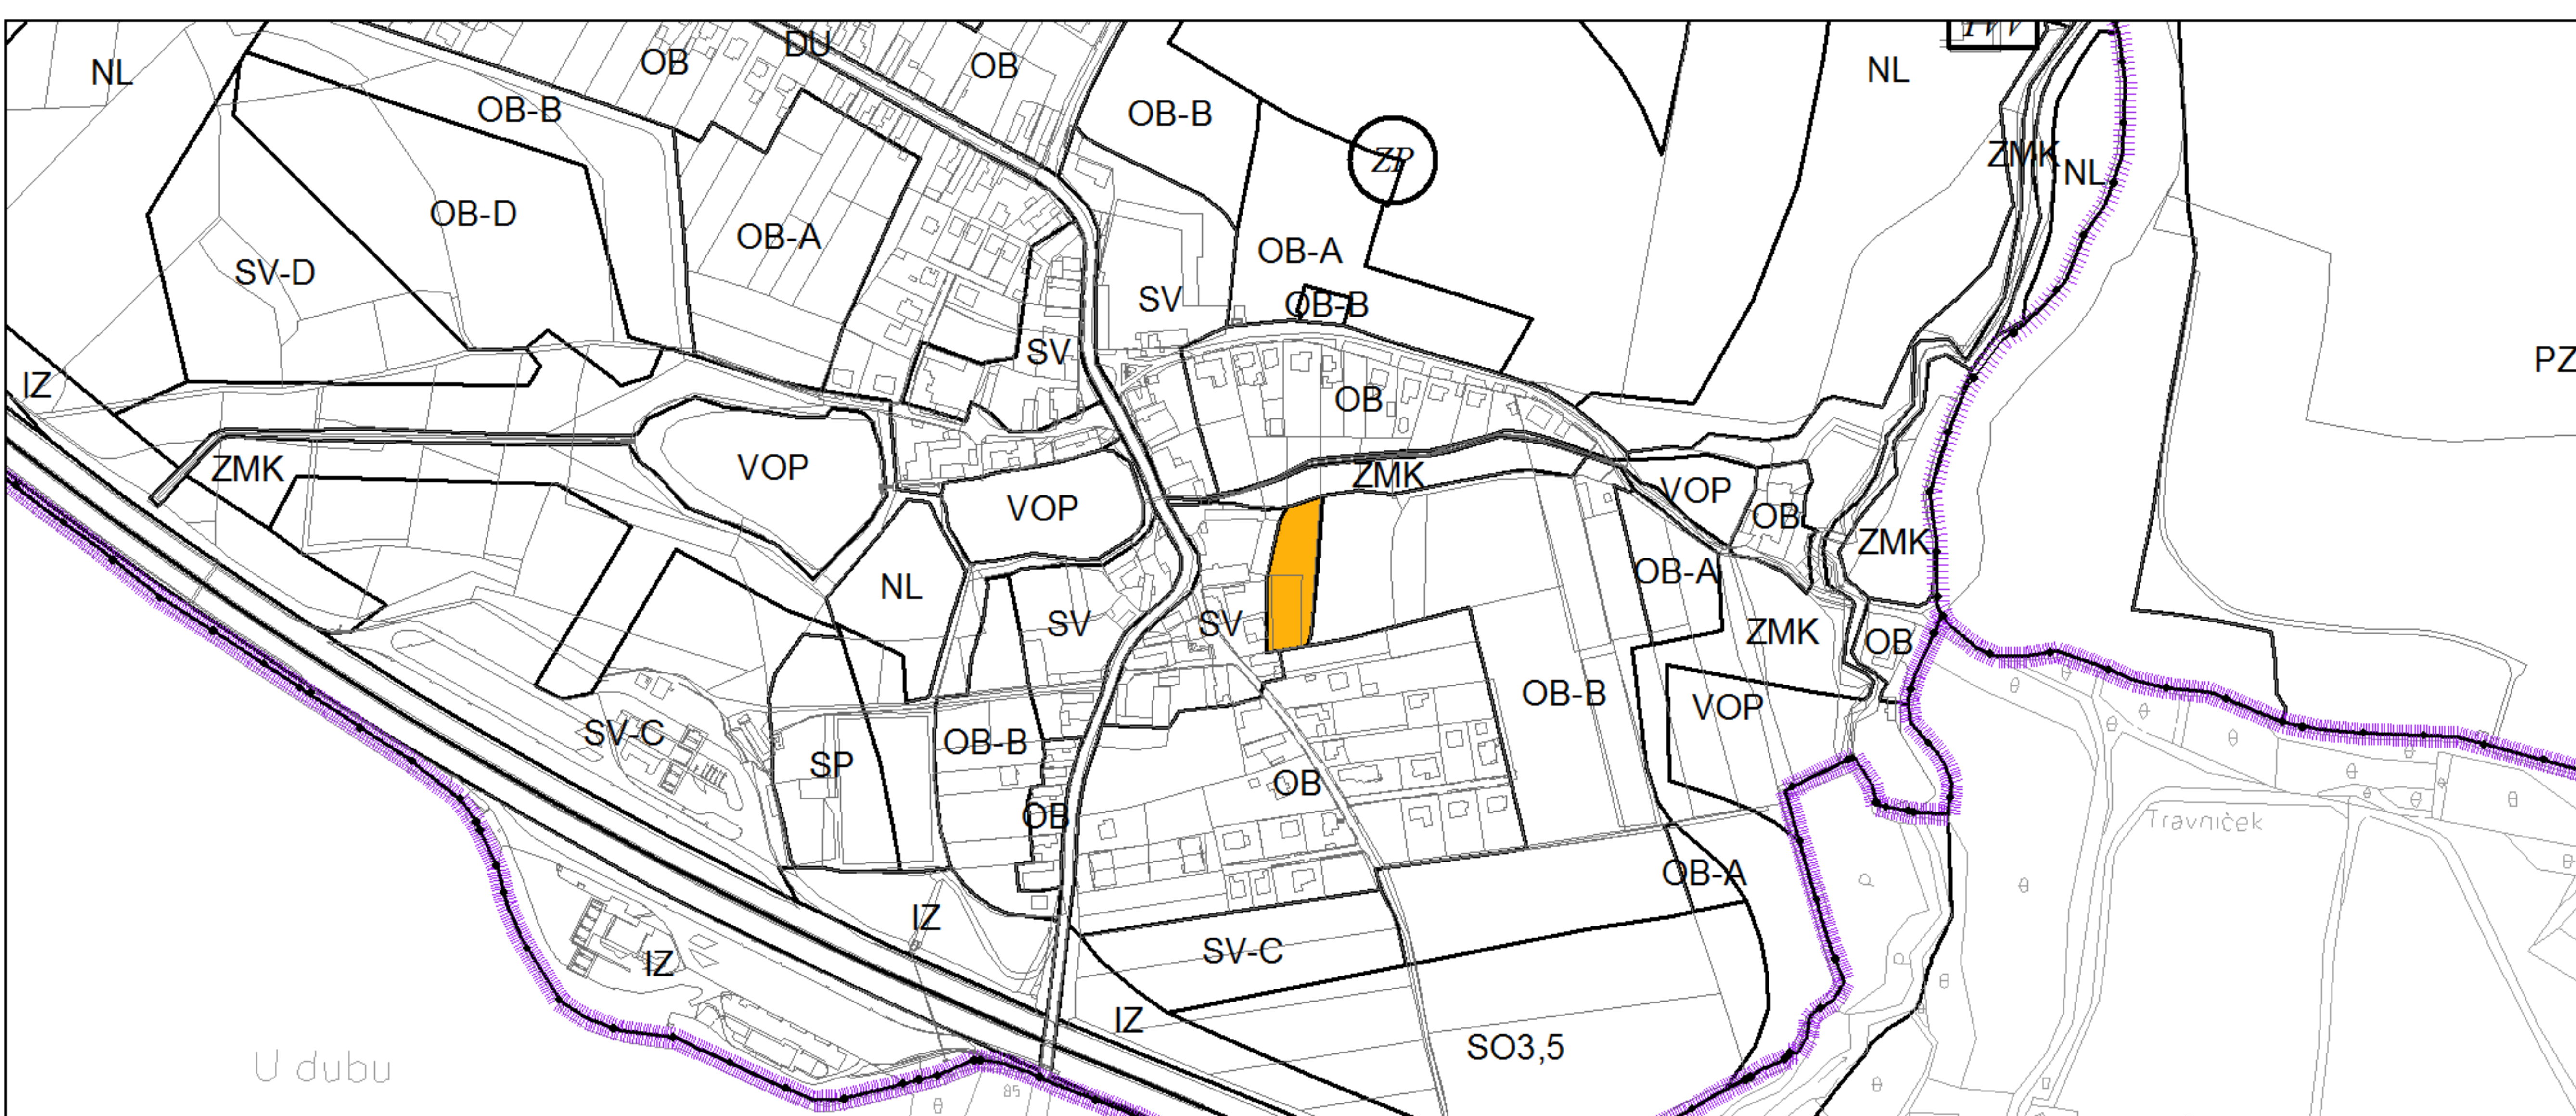 NL
OB
DU
OB
OB-B
OB-B
ZP
NL
ZMK
NL
OB-D
OB-A
SV-D
OB-A
SV
OB-B
SV
PZ
IZ
OB
ZMK
VOP
VOP
ZMK
VOP
OB
ZMK
NL
OB-A
SV
SV
ZMK
OB
OB-B
VOP
SV-C
SP
OB-B
OB
OB
Travniček
OB-A
IZ
SV-C
IZ
IZ
SO3,5
U dubu
85